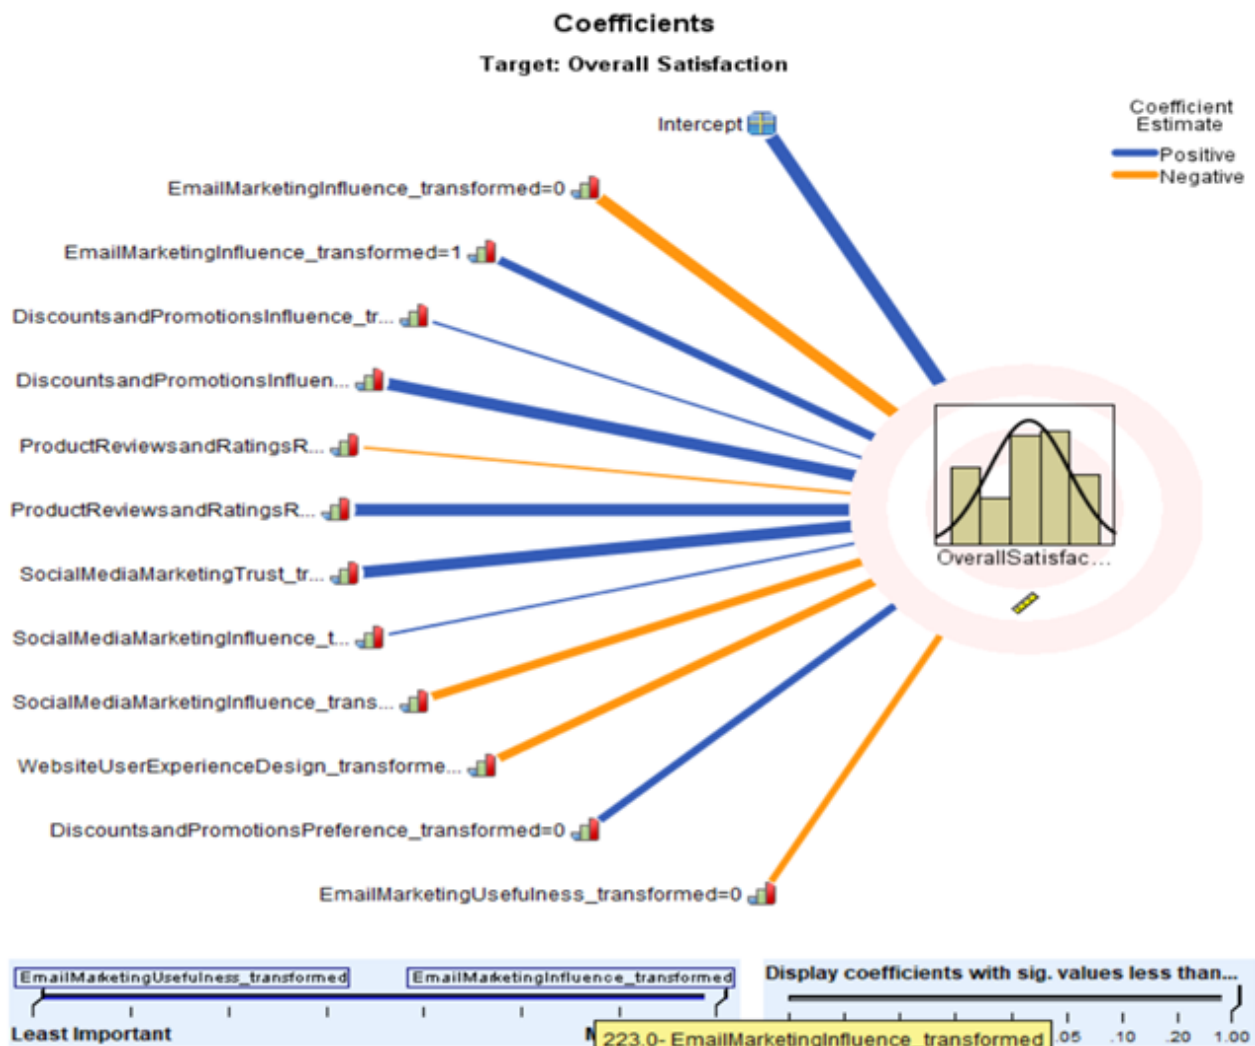 Coefficients
Target: Overall Satisfaction
Coefficient
Estimate
Positive
Negative
Intercept
EmailMarketingInfluence_transformed=0
EmailMarketingInfluence_transformed=1
DiscountsandPromotionsInfluence_tr...
DiscountsandPromotionsInfluen...
ProductReviewsandRatingsR...
ProductReviewsandRatingsR...
SocialMediaMarketingTrust_tr...
SocialMediaMarketingInfluence_t...
SocialMediaMarketingInfluence_trans...
WebsiteUserExperienceDesign_transforme...
DiscountsandPromotionsPreference_transformed=0
EmailMarketingUsefulness_transformed=0
OverallSatisfac...
EmailMarketingUsefulness_transformed
EmailMarketingInfluence_transformed
Least Important
Display coefficients with sig. values less than...
223.0- EmailMarketingInfluence_transformed
.05 .10 .20 1.00